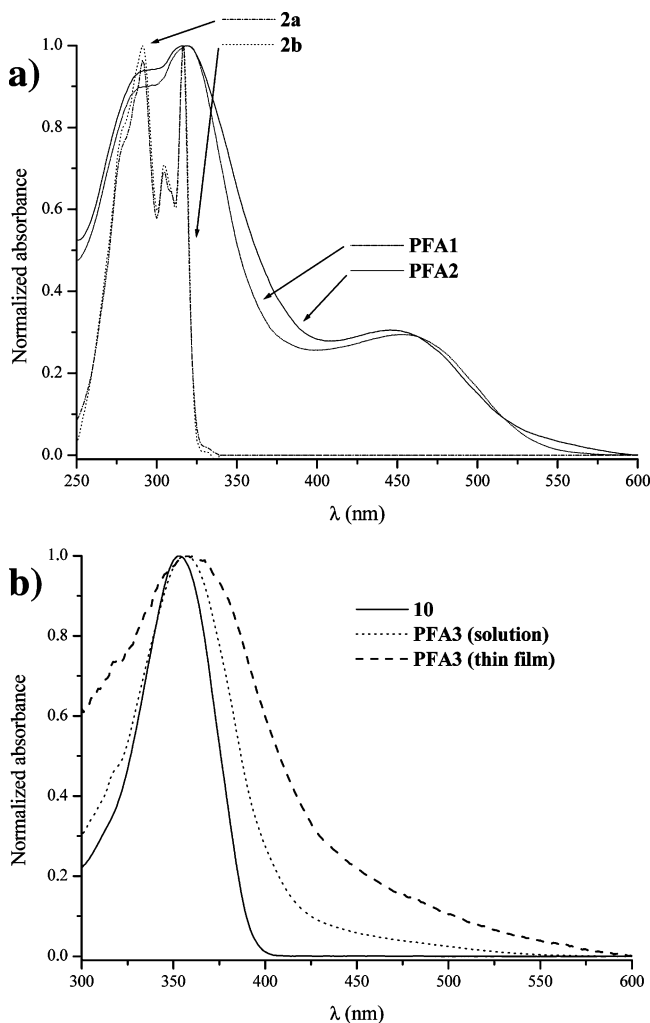 a)
2a
2b
1.0
0.8
0.6
0.4
0.2
0.0
Normalized absorbance
PFA1
PFA2
250 300 350 400 450 500 550 600
λ (nm)
b)
1.0
0.8
0.6
0.4
0.2
0.0
Normalized absorbance
10
PFA3 (solution)
PFA3 (thin film)
300 350 400 450 500 550 600
λ (nm)